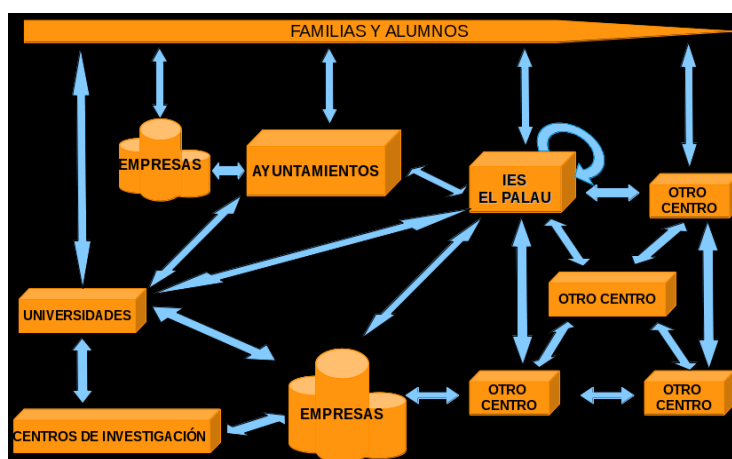 FAMILIAS Y ALUMNOS
EMPRESAS
AYUNTAMIENTOS
IES
EL PALAU
OTRO
CENTRO
UNIVERSIDADES
OTRO CENTRO
EMPRESAS
OTRO
CENTRO
OTRO
CENTRO
CENTROS DE INVESTIGACIÓN